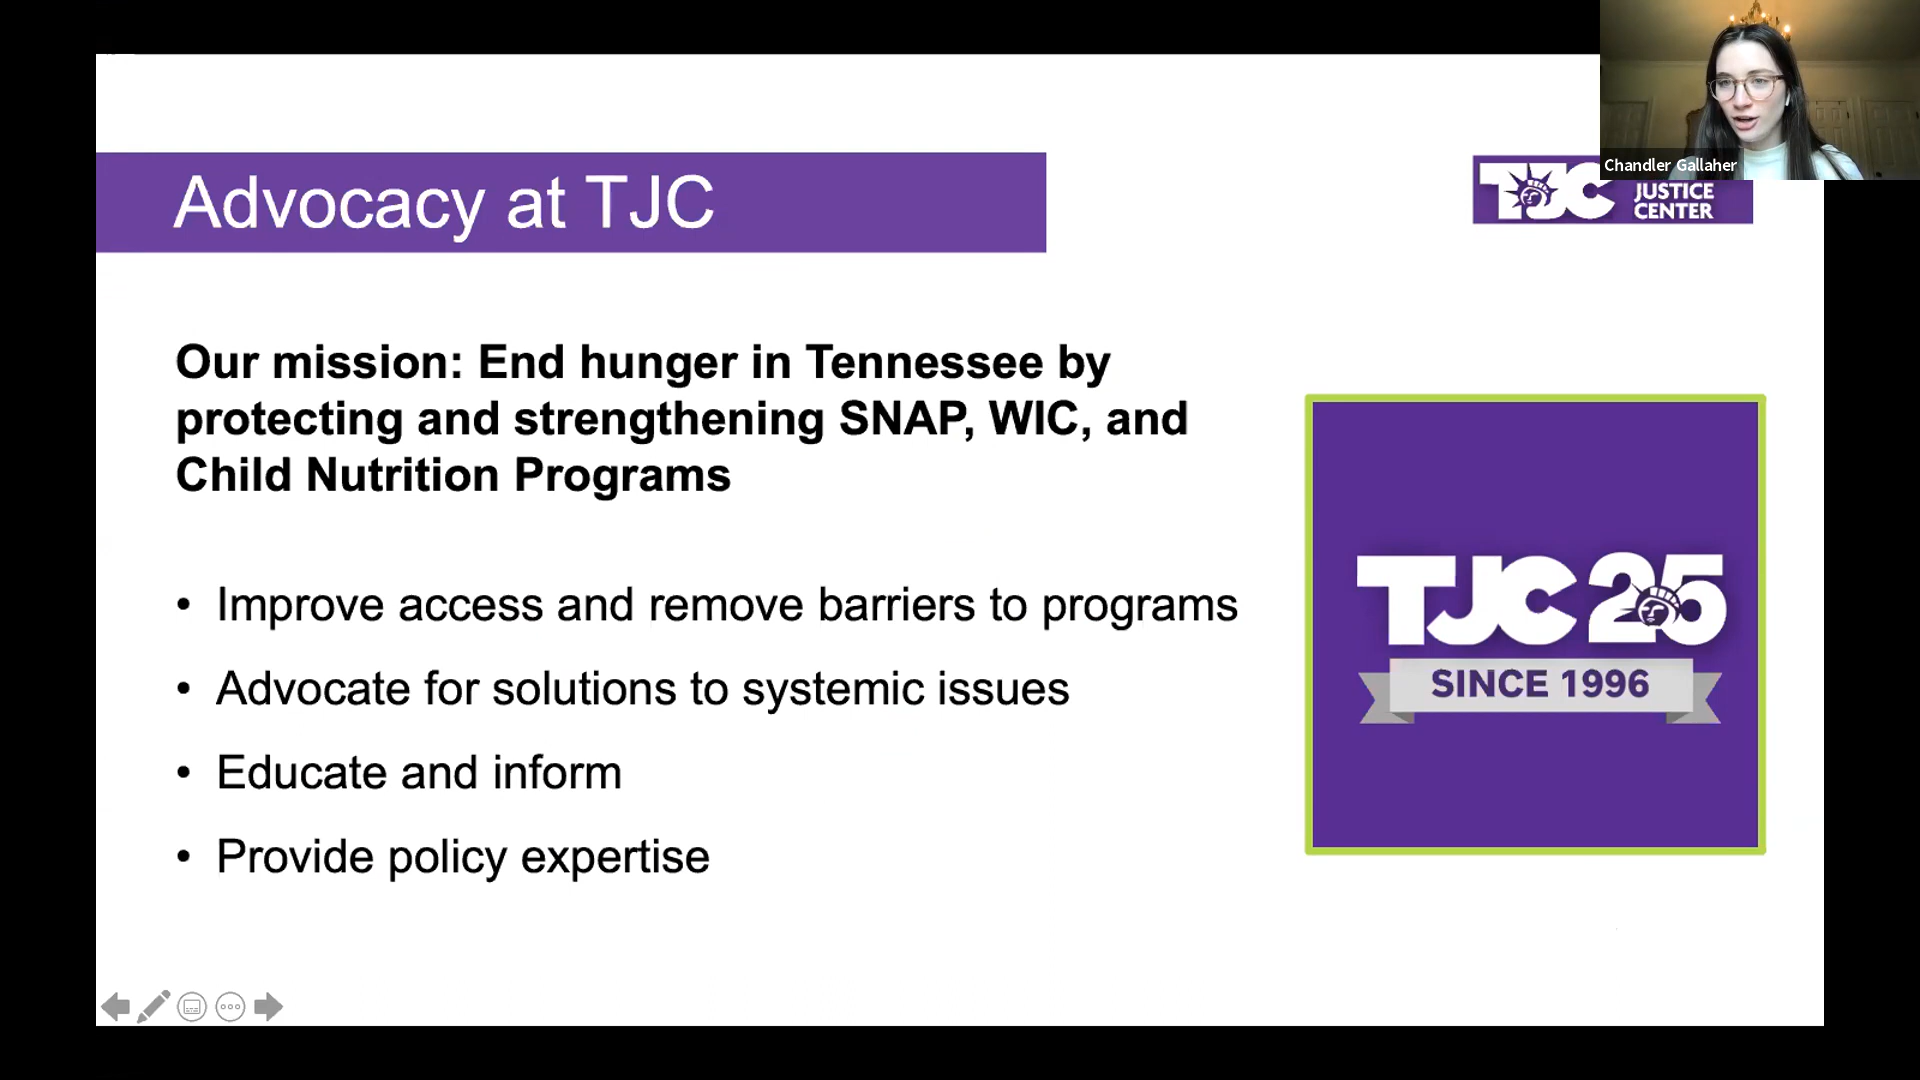 Chandler Gallaher
Advocacy at TJC
TJC
JUSTICE
CENTER
Our mission: End hunger in Tennessee by
protecting and strengthening SNAP, WIC, and
Child Nutrition Programs
• Improve access and remove barriers to programs
• Advocate for solutions to systemic issues
• Educate and inform
• Provide policy expertise
TJC 25
SINCE 1996